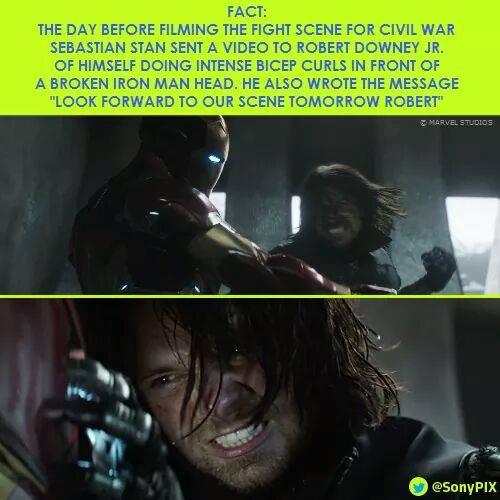 FACT:
THE DAY BEFORE FILMING THE FIGHT SCENE FOR CIVIL WAR
SEBASTIAN STAN SENT A VIDEO TO ROBERT DOWNEY JR.
OF HIMSELF DOING INTENSE BICEP CURLS IN FRONT OF
A BROKEN IRON MAN HEAD. HE ALSO WROTE THE MESSAGE
"LOOK FORWARD TO OUR SCENE TOMORROW ROBERT"
© MARVEL STUDIOS
@SonyPIX